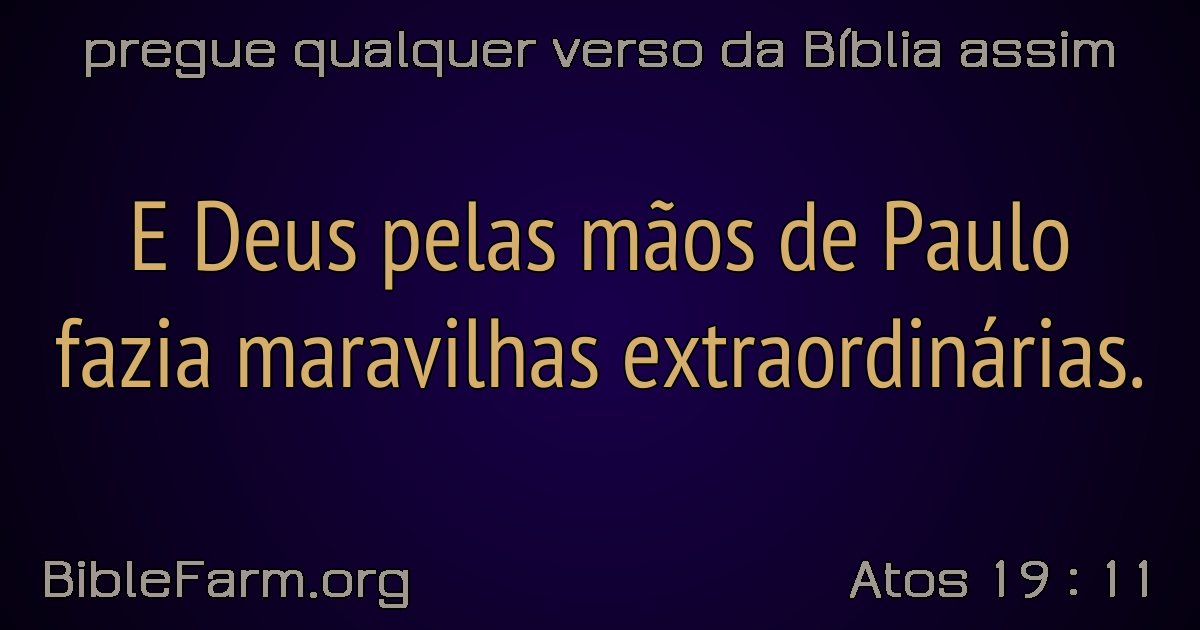 pregue qualquer verso da Bíblia assim
E Deus pelas mãos de Paulo
fazia maravilhas extraordinárias.
BibleFarm.org
Atos 19 : 11